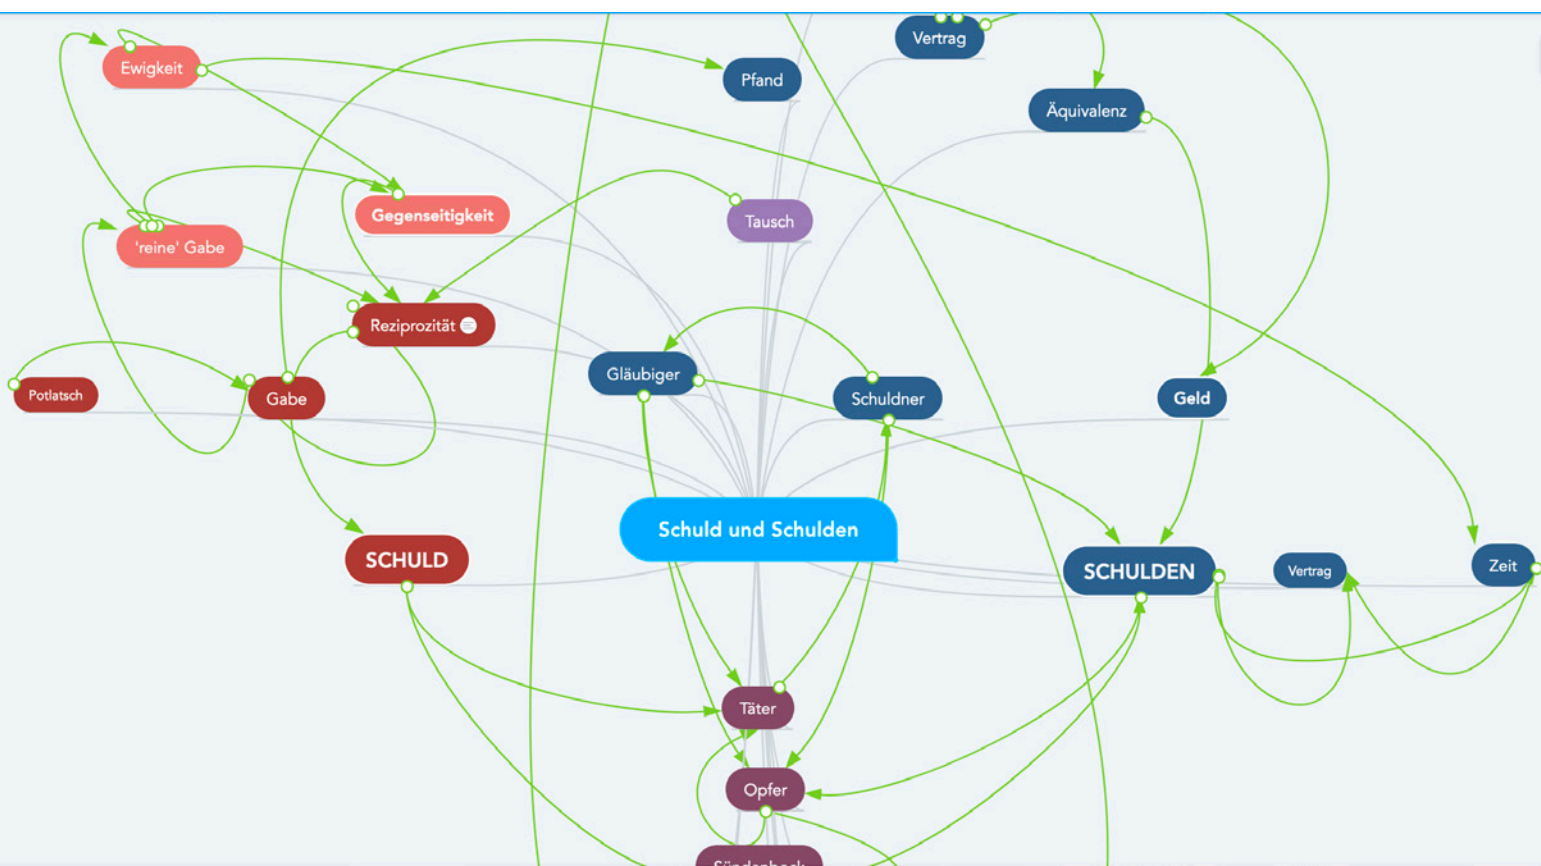 Vertrag
Ewigkeit
Pfand
Äquivalenz
Gegenseitigkeit
Tausch
'reine' Gabe
Reziprozität
Gläubiger
Potlatsch
Gabe
Schuldner
Geld
Schuld und Schulden
SCHULD
SCHULDEN
Vertrag
Zeit
Täter
Opfer
Sündenbock